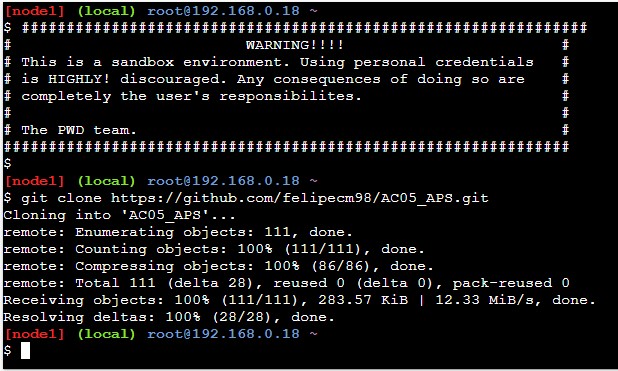 [node1] (local) root@192.168.0.18 ~
$ ###############################################################
# WARNING!!!! #
# This is a sandbox environment. Using personal credentials #
# is HIGHLY! discouraged. Any consequences of doing so are #
# completely the user's responsibilites. #
# #
# The PWD team. #
###############################################################
$
[node1] (local) root@192.168.0.18 ~
$ git clone https://github.com/felipecm98/AC05_APS.git
Cloning into 'AC05_APS'...
remote: Enumerating objects: 111, done.
remote: Counting objects: 100% (111/111), done.
remote: Compressing objects: 100% (86/86), done.
remote: Total 111 (delta 28), reused 0 (delta 0), pack-reused 0
Receiving objects: 100% (111/111), 283.57 KiB | 12.33 MiB/s, done.
Resolving deltas: 100% (28/28), done.
[node1] (local) root@192.168.0.18 ~
$